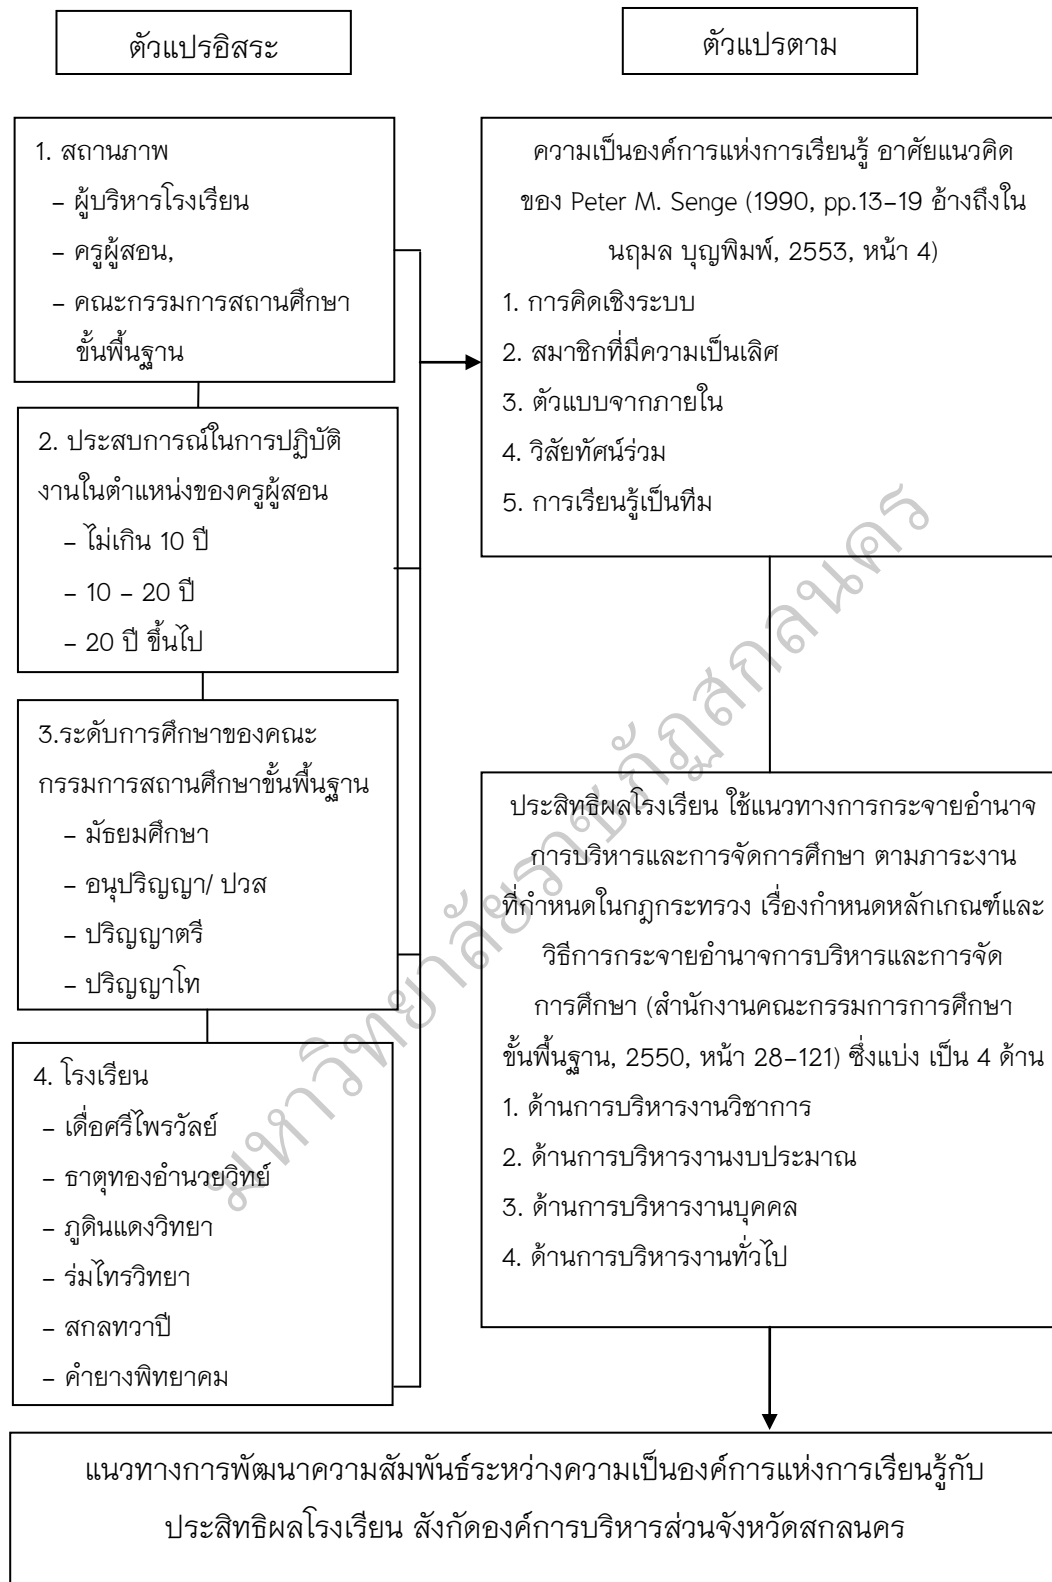 ตัวแปรอิสระ
ตัวแปรตาม
1. สถานภาพ
– ผู้บริหารโรงเรียน
– ครูผู้สอน,
– คณะกรรมการสถานศึกษา
ขั้นพื้นฐาน
2. ประสบการณ์ในการปฏิบัติ
งานในตำแหน่งของครูผู้สอน
– ไม่เกิน 10 ปี
– 10 – 20 ปี
– 20 ปี ขึ้นไป
3.ระดับการศึกษาของคณะ
กรรมการสถานศึกษาขั้นพื้นฐาน
– มัธยมศึกษา
– อนุปริญญา/ ปวส
– ปริญญาตรี
– ปริญญาโท
4. โรงเรียน
– เดื่อศรีไพรวัลย์
– ธาตุทองอำนวยวิทย์
– ภูดินแดงวิทยา
– ร่มไทรวิทยา
– สกลทวาปี
– คำยางพิทยาคม
ความเป็นองค์การแห่งการเรียนรู้ อาศัยแนวคิด
ของ Peter M. Senge (1990, pp.13–19 อ้างถึงใน
นฤมล บุญพิมพ์, 2553, หน้า 4)
1. การคิดเชิงระบบ
2. สมาชิกที่มีความเป็นเลิศ
3. ตัวแบบจากภายใน
4. วิสัยทัศน์ร่วม
5. การเรียนรู้เป็นทีม
ประสิทธิผลโรงเรียน ใช้แนวทางการกระจายอำนาจ
การบริหารและการจัดการศึกษา ตามภาระงาน
ที่กำหนดในกฎกระทรวง เรื่องกำหนดหลักเกณฑ์และ
วิธีการกระจายอำนาจการบริหารและการจัด
การศึกษา (สำนักงานคณะกรรมการการศึกษา
ขั้นพื้นฐาน, 2550, หน้า 28–121) ซึ่งแบ่ง เป็น 4 ด้าน
1. ด้านการบริหารงานวิชาการ
2. ด้านการบริหารงานงบประมาณ
3. ด้านการบริหารงานบุคคล
4. ด้านการบริหารงานทั่วไป
แนวทางการพัฒนาความสัมพันธ์ระหว่างความเป็นองค์การแห่งการเรียนรู้กับ
ประสิทธิผลโรงเรียน สังกัดองค์การบริหารส่วนจังหวัดสกลนคร
มหาวิทยาลัยราชภัฏสกลนคร